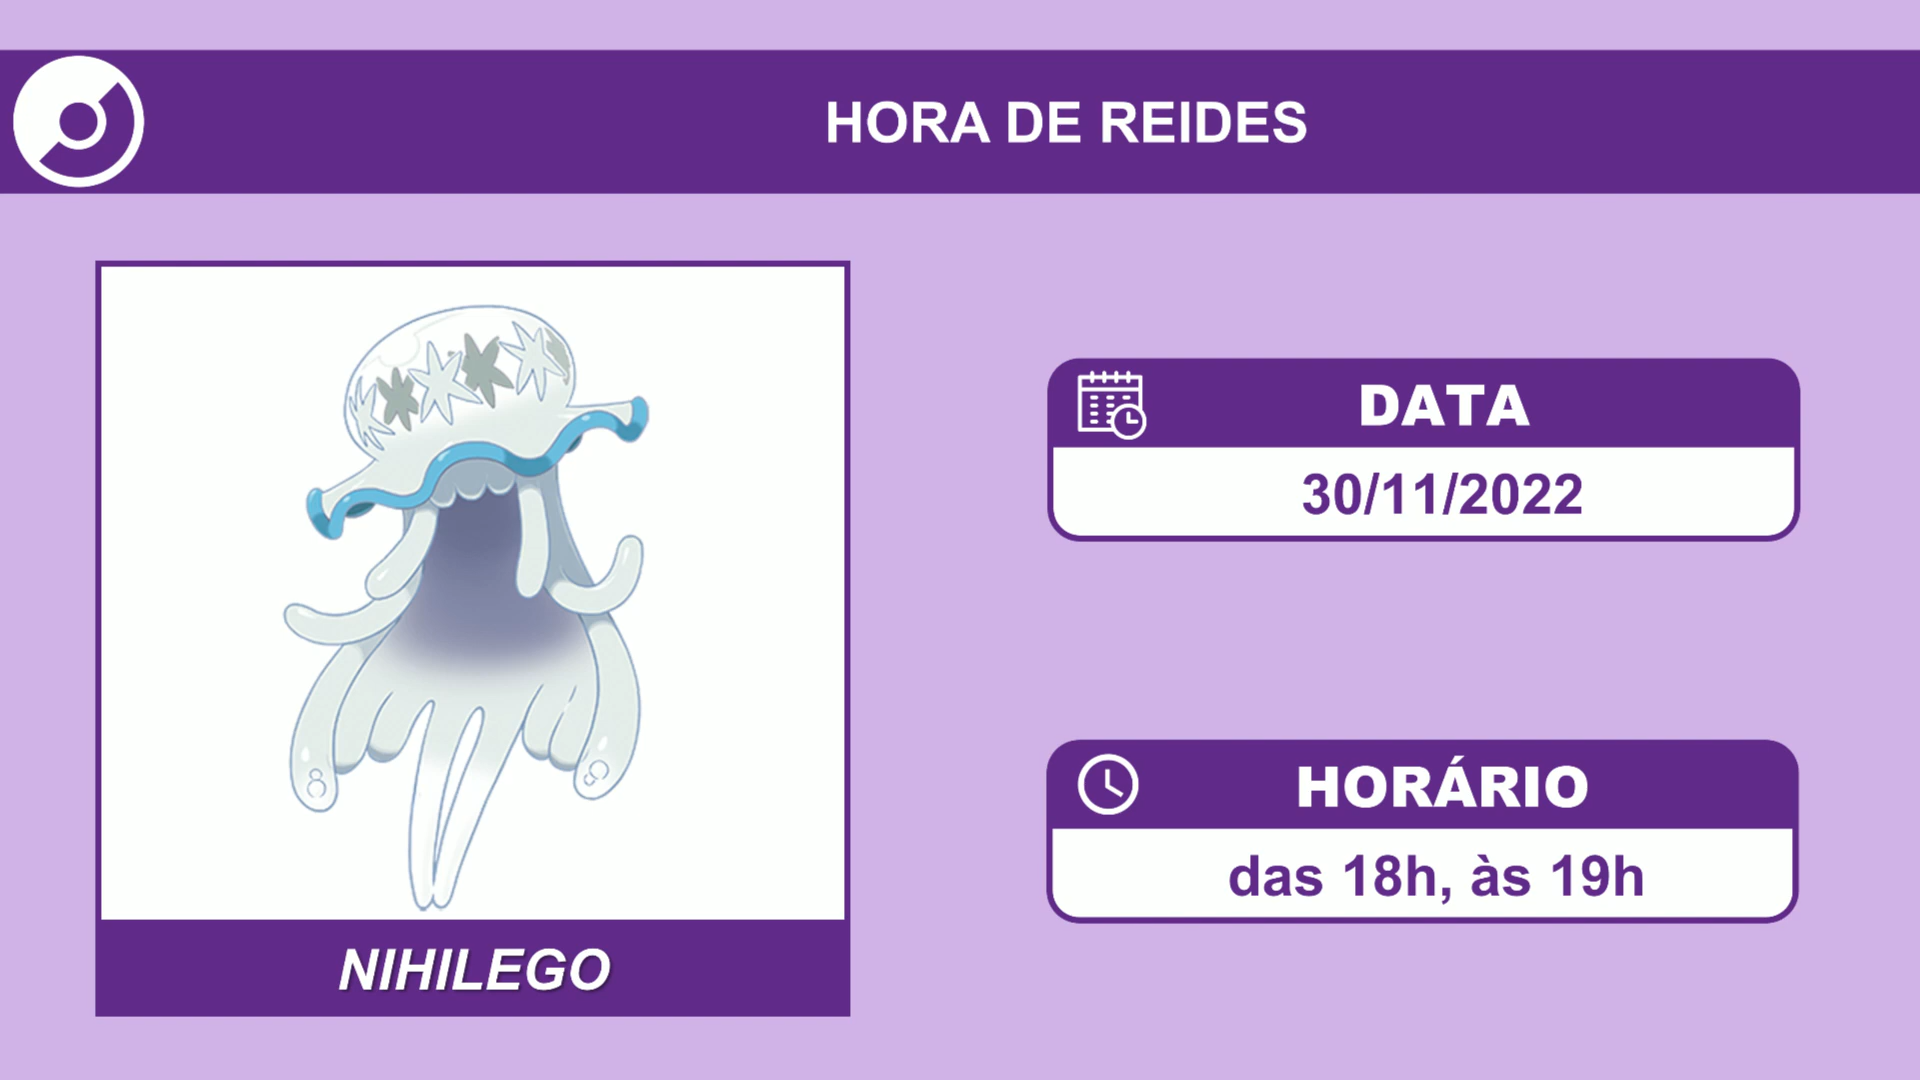 HORA DE REIDES
NIHILEGO
DATA
30/11/2022
HORÁRIO
das 18h, às 19h